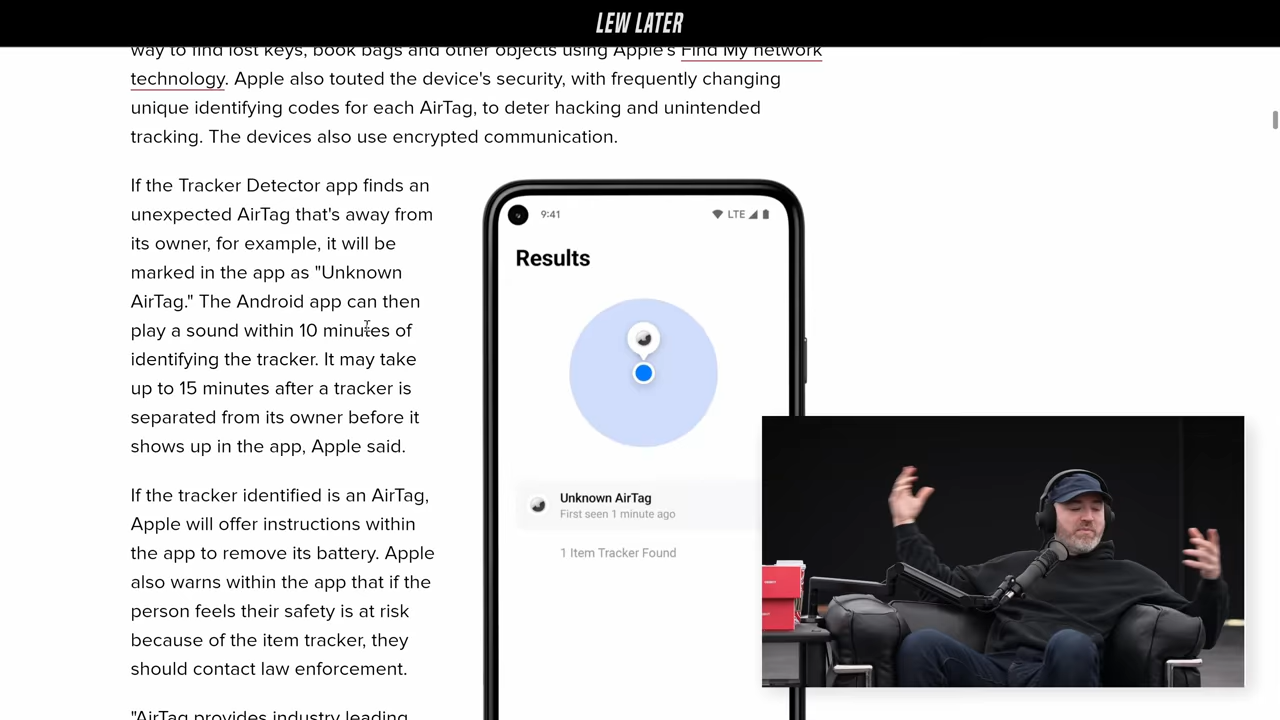 LEW LATER
way to find lost keys, book bags and other objects using Apple's Find My network
technology. Apple also touted the device's security, with frequently changing
unique identifying codes for each AirTag, to deter hacking and unintended
tracking. The devices also use encrypted communication.
If the Tracker Detector app finds an
unexpected AirTag that's away from
its owner, for example, it will be
marked in the app as "Unknown
AirTag." The Android app can then
play a sound within 10 minutes of
identifying the tracker. It may take
up to 15 minutes after a tracker is
separated from its owner before it
shows up in the app, Apple said.
If the tracker identified is an AirTag,
Apple will offer instructions within
the app to remove its battery. Apple
also warns within the app that if the
person feels their safety is at risk
because of the item tracker, they
should contact law enforcement.
"AirTag provides industry leading
9:41
LTE
Results
Unknown AirTag
First seen 1 minute ago
1 Item Tracker Found